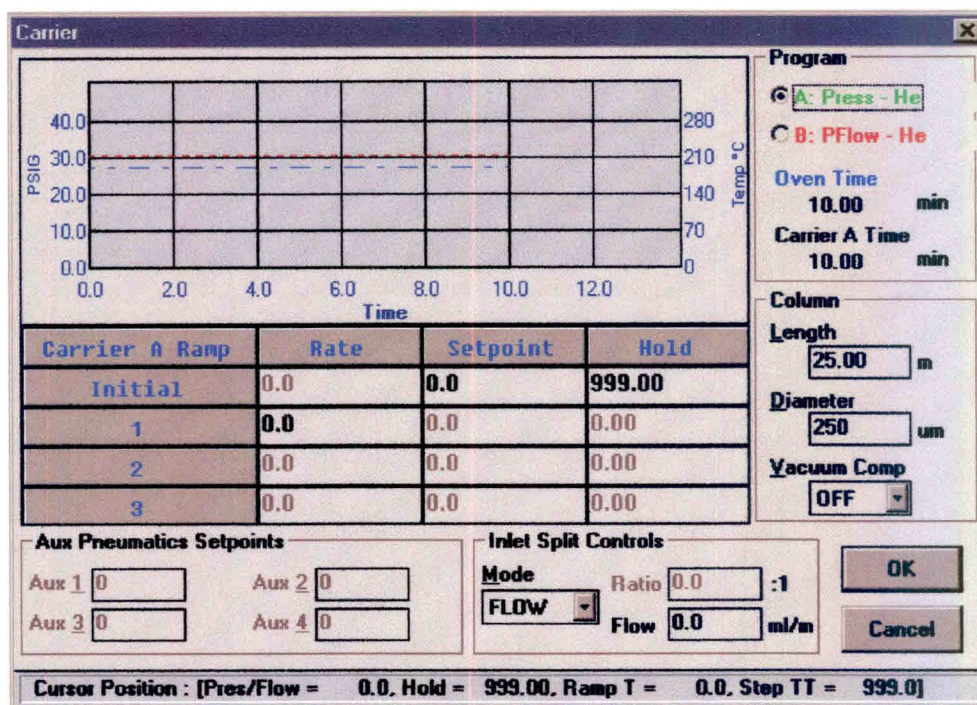 Carrier
PSIG
40.0
30.0
20.0
10.0
0.0
280
210
140
70
0
Temp °C
0.0 2.0 4.0 6.0 8.0 10.0 12.0
Time
Carrier A Ramp Rate Setpoint Hold
Initial 0.0 0.0 999.00
1 0.0 0.0 0.00
2 0.0 0.0 0.00
3 0.0 0.0 0.00
Program
A: Press - He
B: PFlow - He
Oven Time
10.00 min
Carrier A Time
10.00 min
Column
Length
25.00 m
Diameter
250 um
Vacuum Comp
OFF
Aux Pneumatics Setpoints
Aux 1 0 Aux 2 0
Aux 3 0 Aux 4 0
Inlet Split Controls
Mode
FLOW
Ratio 0.0 :1
Flow 0.0 ml/m
OK
Cancel
Cursor Position : [Pres/Flow = 0.0, Hold = 999.00, Ramp T = 0.0, Step TT = 999.0]